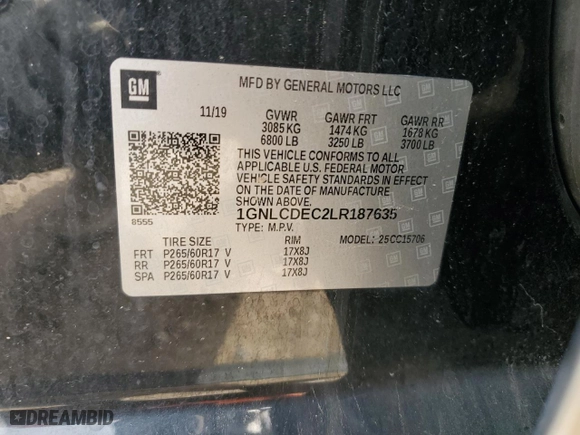 GM
MFD BY GENERAL MOTORS LLC
11/19 GVWR GAWR FRT GAWR RR
3085 KG 1474 KG 1678 KG
6800 LB 3250 LB 3700 LB
THIS VEHICLE CONFORMS TO ALL
APPLICABLE U.S. FEDERAL MOTOR
VEHICLE SAFETY STANDARDS IN EFFECT
ON THE DATE OF MANUFACTURE
SHOWN ABOVE.
8555 1GNLCDEC2LR187635
TYPE: M.P.V.
TIRE SIZE RIM MODEL: 25CC15706
FRT P265/60R17 V 17X8J
RR P265/60R17 V 17X8J
SPA P265/60R17 V 17X8J
DREAMBID